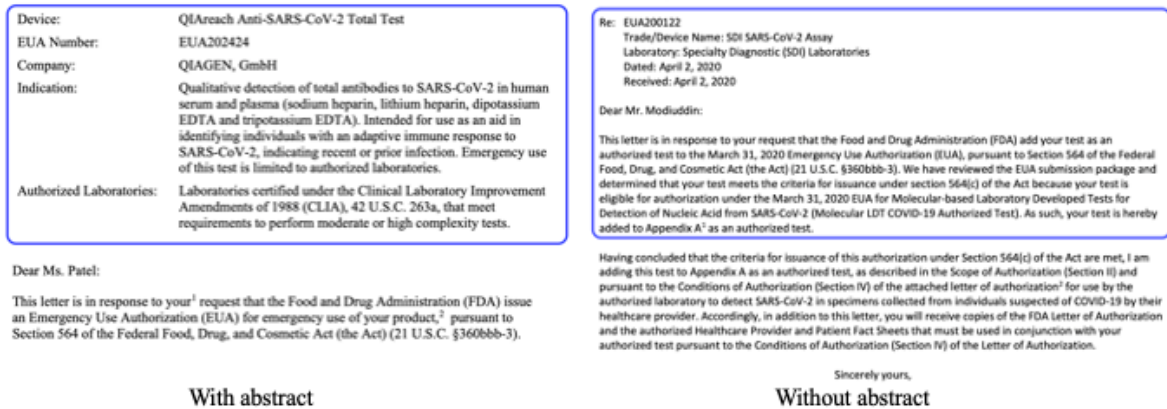 Device: QIAreach Anti-SARS-CoV-2 Total Test
EUA Number: EUA202424
Company: QIAGEN, GmbH
Indication: Qualitative detection of total antibodies to SARS-CoV-2 in human
serum and plasma (sodium heparin, lithium heparin, dipotassium
EDTA and tripotassium EDTA). Intended for use as an aid in
identifying individuals with an adaptive immune response to
SARS-CoV-2, indicating recent or prior infection. Emergency use
of this test is limited to authorized laboratories.
Authorized Laboratories: Laboratories certified under the Clinical Laboratory Improvement
Amendments of 1988 (CLIA), 42 U.S.C. 263a, that meet
requirements to perform moderate or high complexity tests.
Dear Ms. Patel:
This letter is in response to your¹ request that the Food and Drug Administration (FDA) issue
an Emergency Use Authorization (EUA) for emergency use of your product,² pursuant to
Section 564 of the Federal Food, Drug, and Cosmetic Act (the Act) (21 U.S.C. §360bbb-3).
With abstract
Re: EUA200122
Trade/Device Name: SDI SARS-CoV-2 Assay
Laboratory: Specialty Diagnostic (SDI) Laboratories
Dated: April 2, 2020
Received: April 2, 2020
Dear Mr. Modiuddin:
This letter is in response to your request that the Food and Drug Administration (FDA) add your test as an
authorized test to the March 31, 2020 Emergency Use Authorization (EUA), pursuant to Section 564 of the Federal
Food, Drug, and Cosmetic Act (the Act) (21 U.S.C. §360bbb-3). We have reviewed the EUA submission package and
determined that your test meets the criteria for issuance under section 564(c) of the Act because your test is
eligible for authorization under the March 31, 2020 EUA for Molecular-based Laboratory Developed Tests for
Detection of Nucleic Acid from SARS-CoV-2 (Molecular LDT COVID-19 Authorized Test). As such, your test is hereby
added to Appendix A¹ as an authorized test.
Having concluded that the criteria for issuance of this authorization under Section 564(c) of the Act are met, I am
adding this test to Appendix A as an authorized test, as described in the Scope of Authorization (Section II) and
pursuant to the Conditions of Authorization (Section IV) of the attached letter of authorization² for use by the
authorized laboratory to detect SARS-CoV-2 in specimens collected from individuals suspected of COVID-19 by their
healthcare provider. Accordingly, in addition to this letter, you will receive copies of the FDA Letter of Authorization
and the authorized Healthcare Provider and Patient Fact Sheets that must be used in conjunction with your
authorized test pursuant to the Conditions of Authorization (Section IV) of the Letter of Authorization.
Sincerely yours,
Without abstract